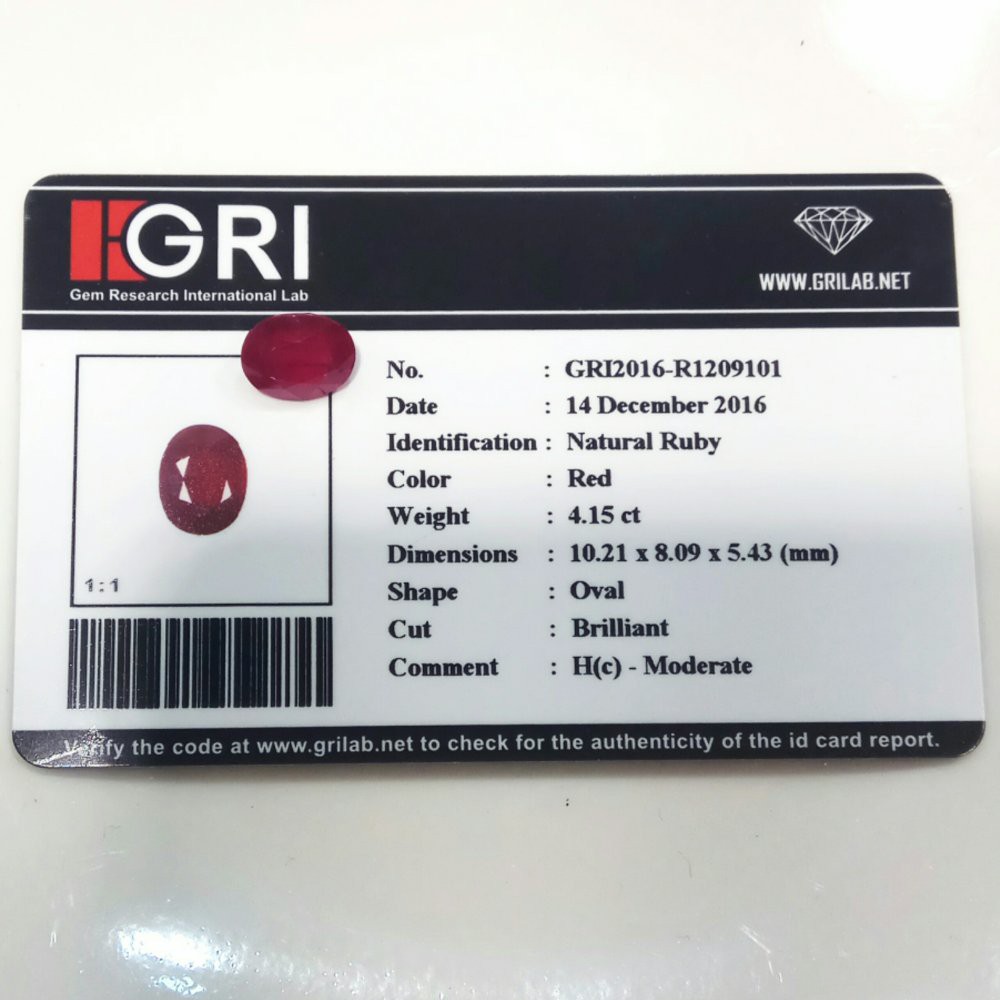 GRI
Gem Research International Lab
WWW.GRILAB.NET
No. : GRI2016-R1209101
Date : 14 December 2016
Identification : Natural Ruby
Color : Red
Weight : 4.15 ct
Dimensions : 10.21 x 8.09 x 5.43 (mm)
Shape : Oval
Cut : Brilliant
Comment : H(c) - Moderate
1:1
Verify the code at www.grilab.net to check for the authenticity of the id card report.